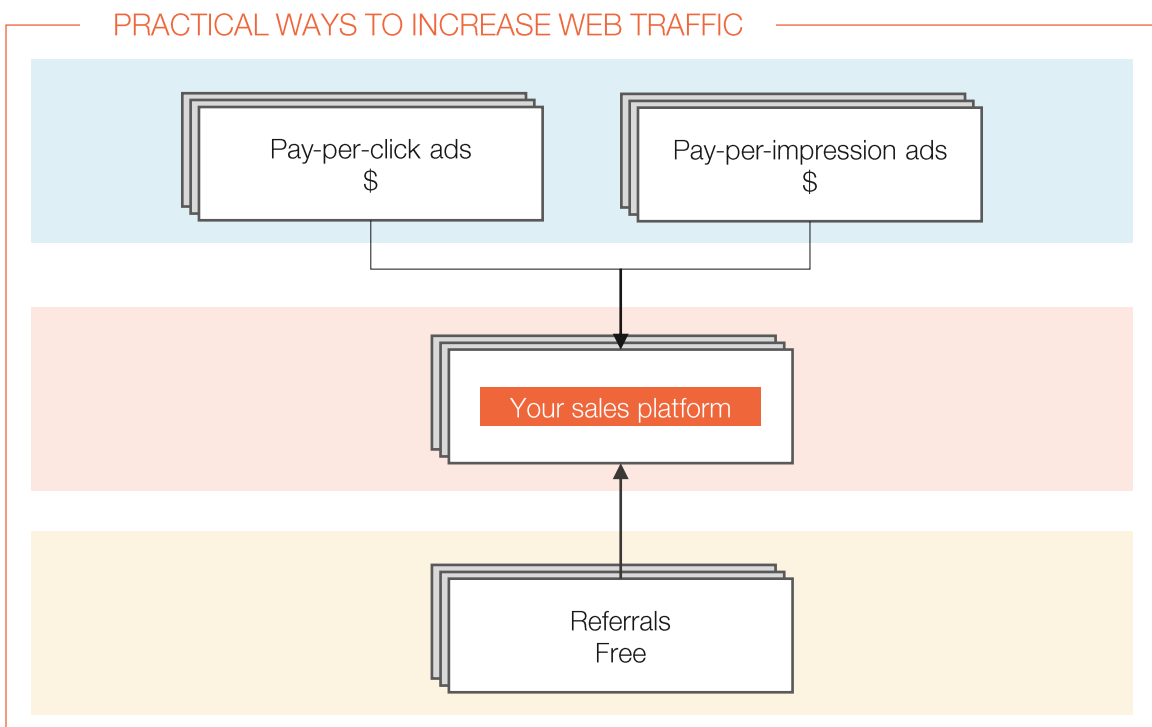 PRACTICAL WAYS TO INCREASE WEB TRAFFIC
Pay-per-click ads
$
Pay-per-impression ads
$
Your sales platform
Referrals
Free